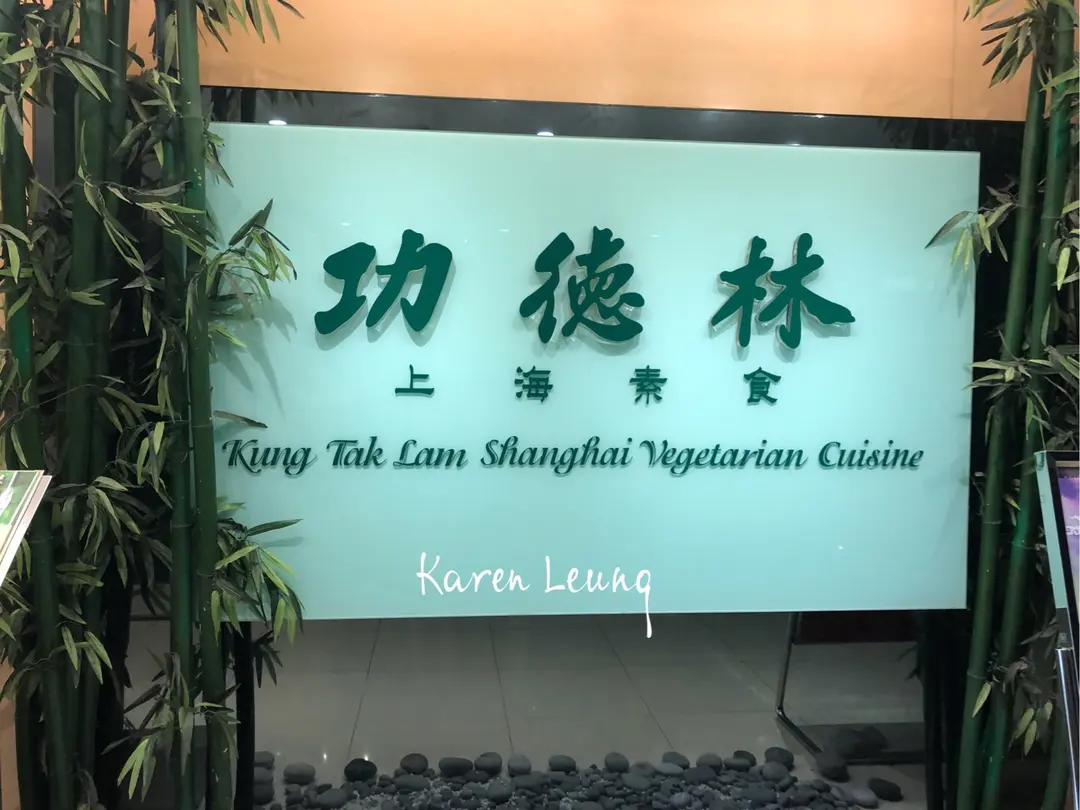 功德林
上海素食
Kung Tak Lam Shanghai Vegetarian Cuisine
Karen Leung